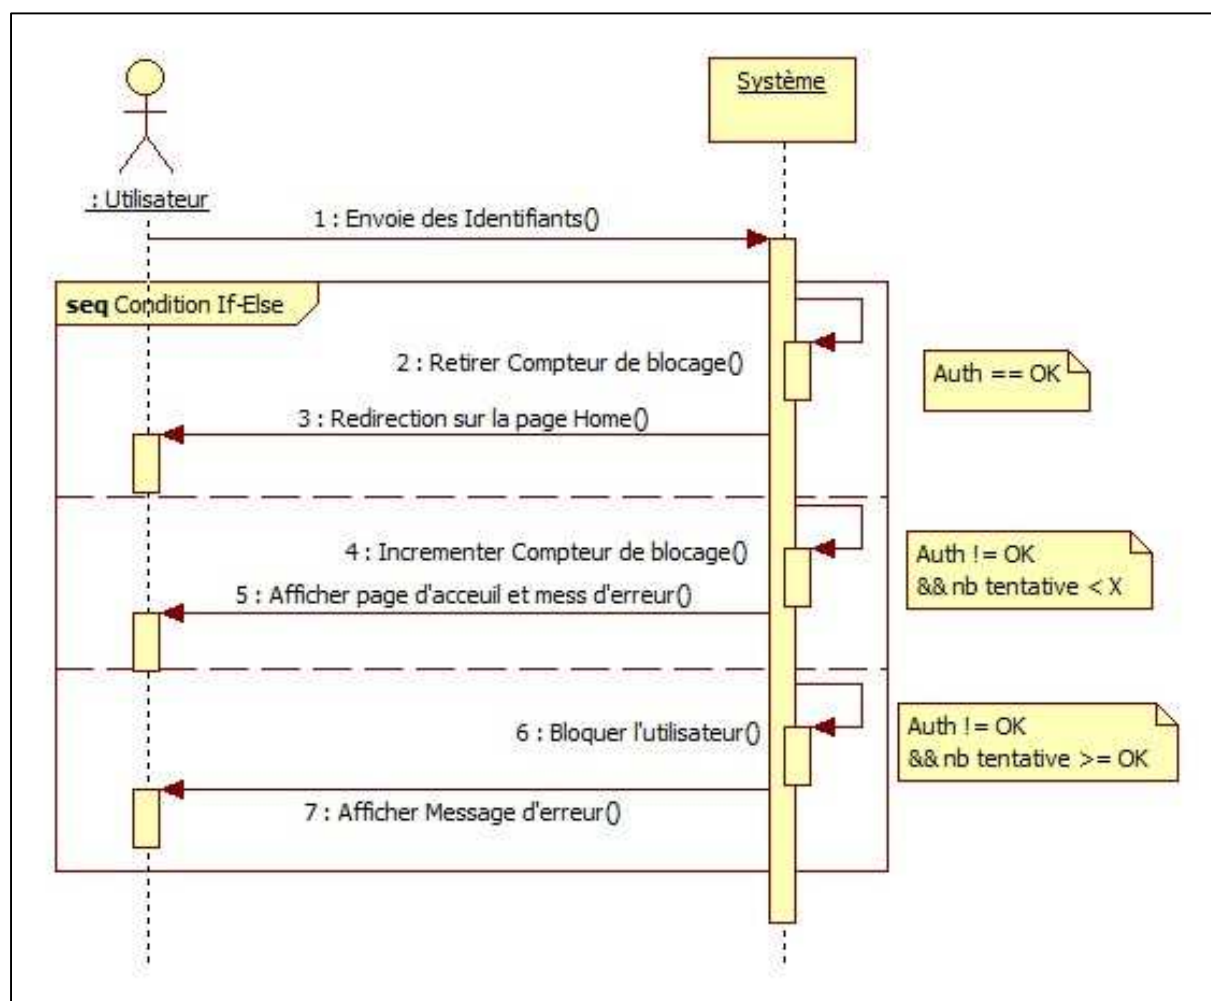 Système
: Utilisateur
1 : Envoie des Identifiants()
seq Condition If-Else
2 : Retirer Compteur de blocage()
Auth == OK
3 : Redirection sur la page Home()
4 : Incrementer Compteur de blocage()
Auth != OK
&& nb tentative < X
5 : Afficher page d'acceuil et mess d'erreur()
6 : Bloquer l'utilisateur()
Auth != OK
&& nb tentative >= OK
7 : Afficher Message d'erreur()